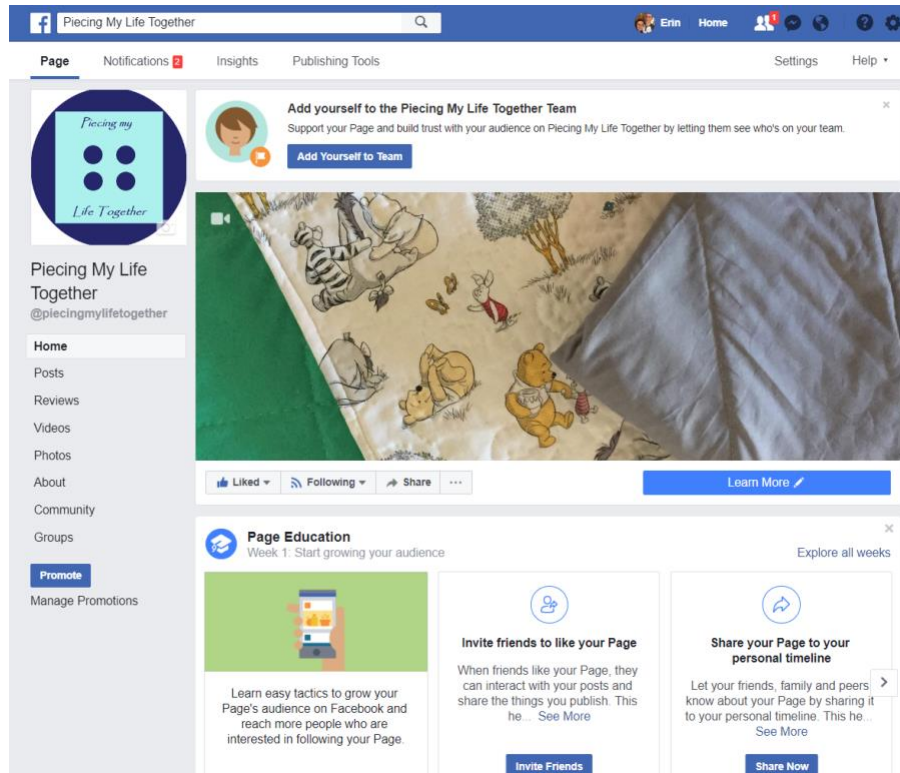 Piecing My Life Together
Erin Home 1
Page Notifications 2 Insights Publishing Tools Settings Help
Piecing my
Life Together
Piecing My Life
Together
@piecingmylifetogether
Home
Posts
Reviews
Videos
Photos
About
Community
Groups
Promote
Manage Promotions
Add yourself to the Piecing My Life Together Team
Support your Page and build trust with your audience on Piecing My Life Together by letting them see who's on your team.
Add Yourself to Team
Liked Following Share ... Learn More
Page Education
Week 1: Start growing your audience
Explore all weeks
Learn easy tactics to grow your
Page's audience on Facebook and
reach more people who are
interested in following your Page.
Invite friends to like your Page
When friends like your Page, they
can interact with your posts and
share the things you publish. This
he... See More
Invite Friends
Share your Page to your
personal timeline
Let your friends, family and peers
know about your Page by sharing it
to your personal timeline. This he...
See More
Share Now